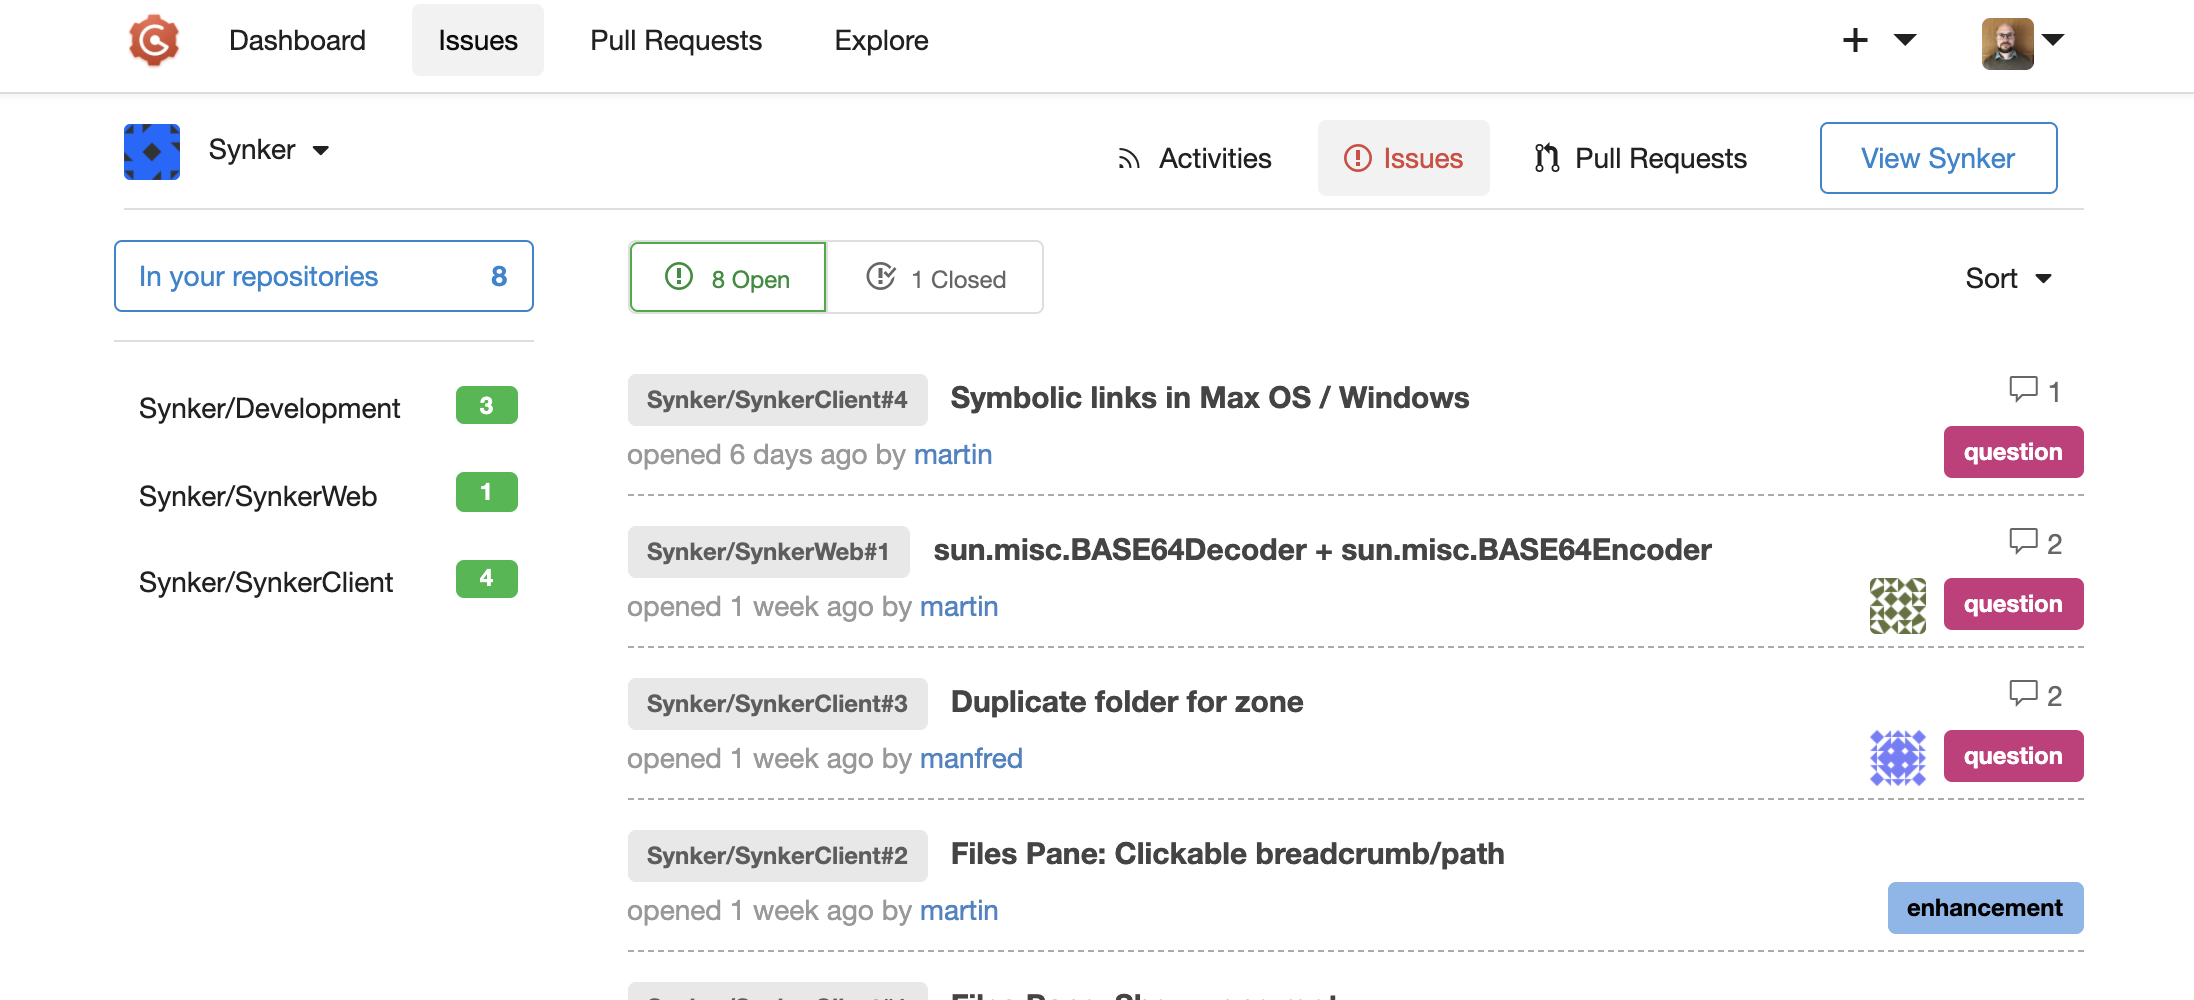 Dashboard Issues Pull Requests Explore
Synker Activities Issues Pull Requests View Synker
In your repositories 8
8 Open 1 Closed Sort
Synker/Development 3
Synker/SynkerWeb 1
Synker/SynkerClient 4
Synker/SynkerClient#4 Symbolic links in Max OS / Windows 1
opened 6 days ago by martin question
Synker/SynkerWeb#1 sun.misc.BASE64Decoder + sun.misc.BASE64Encoder 2
opened 1 week ago by martin question
Synker/SynkerClient#3 Duplicate folder for zone 2
opened 1 week ago by manfred question
Synker/SynkerClient#2 Files Pane: Clickable breadcrumb/path
opened 1 week ago by martin enhancement